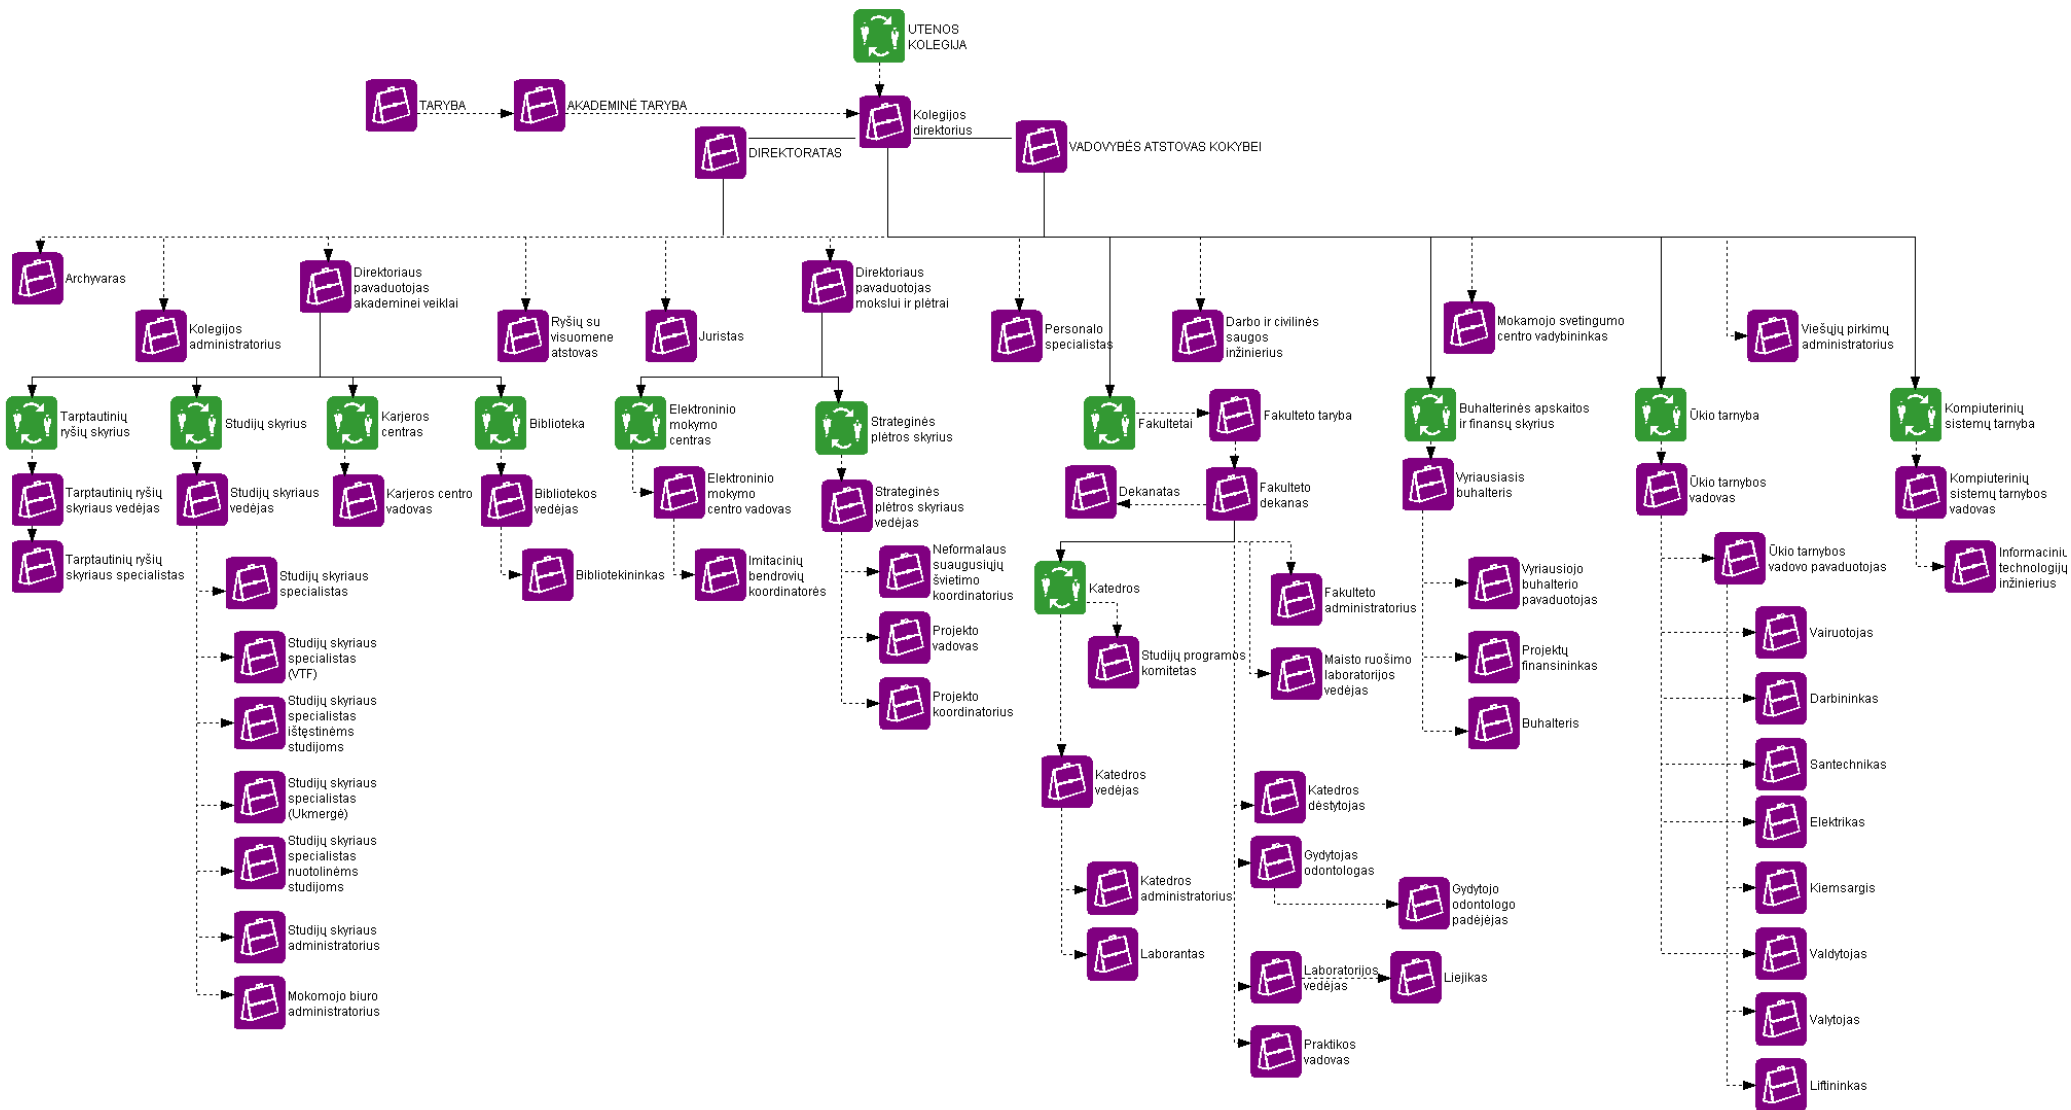 UTENOS
KOLEGIJA
TARYBA
AKADEMINĖ TARYBA
Kolegijos
direktorius
DIREKTORATAS
VADOVYBĖS ATSTOVAS KOKYBEI
Archyvaras
Kolegijos
administratorius
Direktoriaus
pavaduotojas
akademinei veiklai
Ryšių su
visuomene
atstovas
Juristas
Direktoriaus
pavaduotojas
mokslui ir plėtrai
Personalo
specialistas
Darbo ir civilinės
saugos
inžinierius
Mokamojo svetingumo
centro vadybininkas
Viešųjų pirkimų
administratorius
Tarptautinių
ryšių skyrius
Studijų skyrius
Karjeros
centras
Biblioteka
Elektroninio
mokymo
centras
Strateginės
plėtros skyrius
Fakultetai
Fakulteto taryba
Buhalterinės apskaitos
ir finansų skyrius
Ūkio tarnyba
Kompiuterinių
sistemų tarnyba
Tarptautinių ryšių
skyriaus vedėjas
Studijų skyriaus
vedėjas
Karjeros centro
vadovas
Bibliotekos
vedėjas
Elektroninio
mokymo
centro vadovas
Strateginės
plėtros skyriaus
vedėjas
Dekanatas
Fakulteto
dekanas
Vyriausiasis
buhalteris
Ūkio tarnybos
vadovas
Kompiuterinių
sistemų tarnybos
vadovas
Tarptautinių ryšių
skyriaus specialistas
Studijų skyriaus
specialistas
Bibliotekininkas
Imitacinių
bendrovių
koordinatorės
Neformalaus
suaugusiųjų
švietimo
koordinatorius
Katedros
Fakulteto
administratorius
Vyriausiojo
buhalterio
pavaduotojas
Ūkio tarnybos
vadovo pavaduotojas
Informacinių
technologijų
inžinierius
Studijų skyriaus
specialistas
(VTF)
Projekto
vadovas
Studijų programos
komitetas
Maisto ruošimo
laboratorijos
vedėjas
Projektų
finansininkas
Vairuotojas
Studijų skyriaus
specialistas
ištęstinėms
studijoms
Projekto
koordinatorius
Buhalteris
Darbininkas
Studijų skyriaus
specialistas
(Ukmergė)
Katedros
vedėjas
Katedros
dėstytojas
Santechnikas
Elektrikas
Studijų skyriaus
specialistas
nuotolinėms
studijoms
Katedros
administratorius
Gydytojas
odontologas
Gydytojo
odontologo
padėjėjas
Kiemsargis
Studijų skyriaus
administratorius
Laborantas
Laboratorijos
vedėjas
Liejikas
Valdytojas
Mokomojo biuro
administratorius
Praktikos
vadovas
Valytojas
Liftininkas